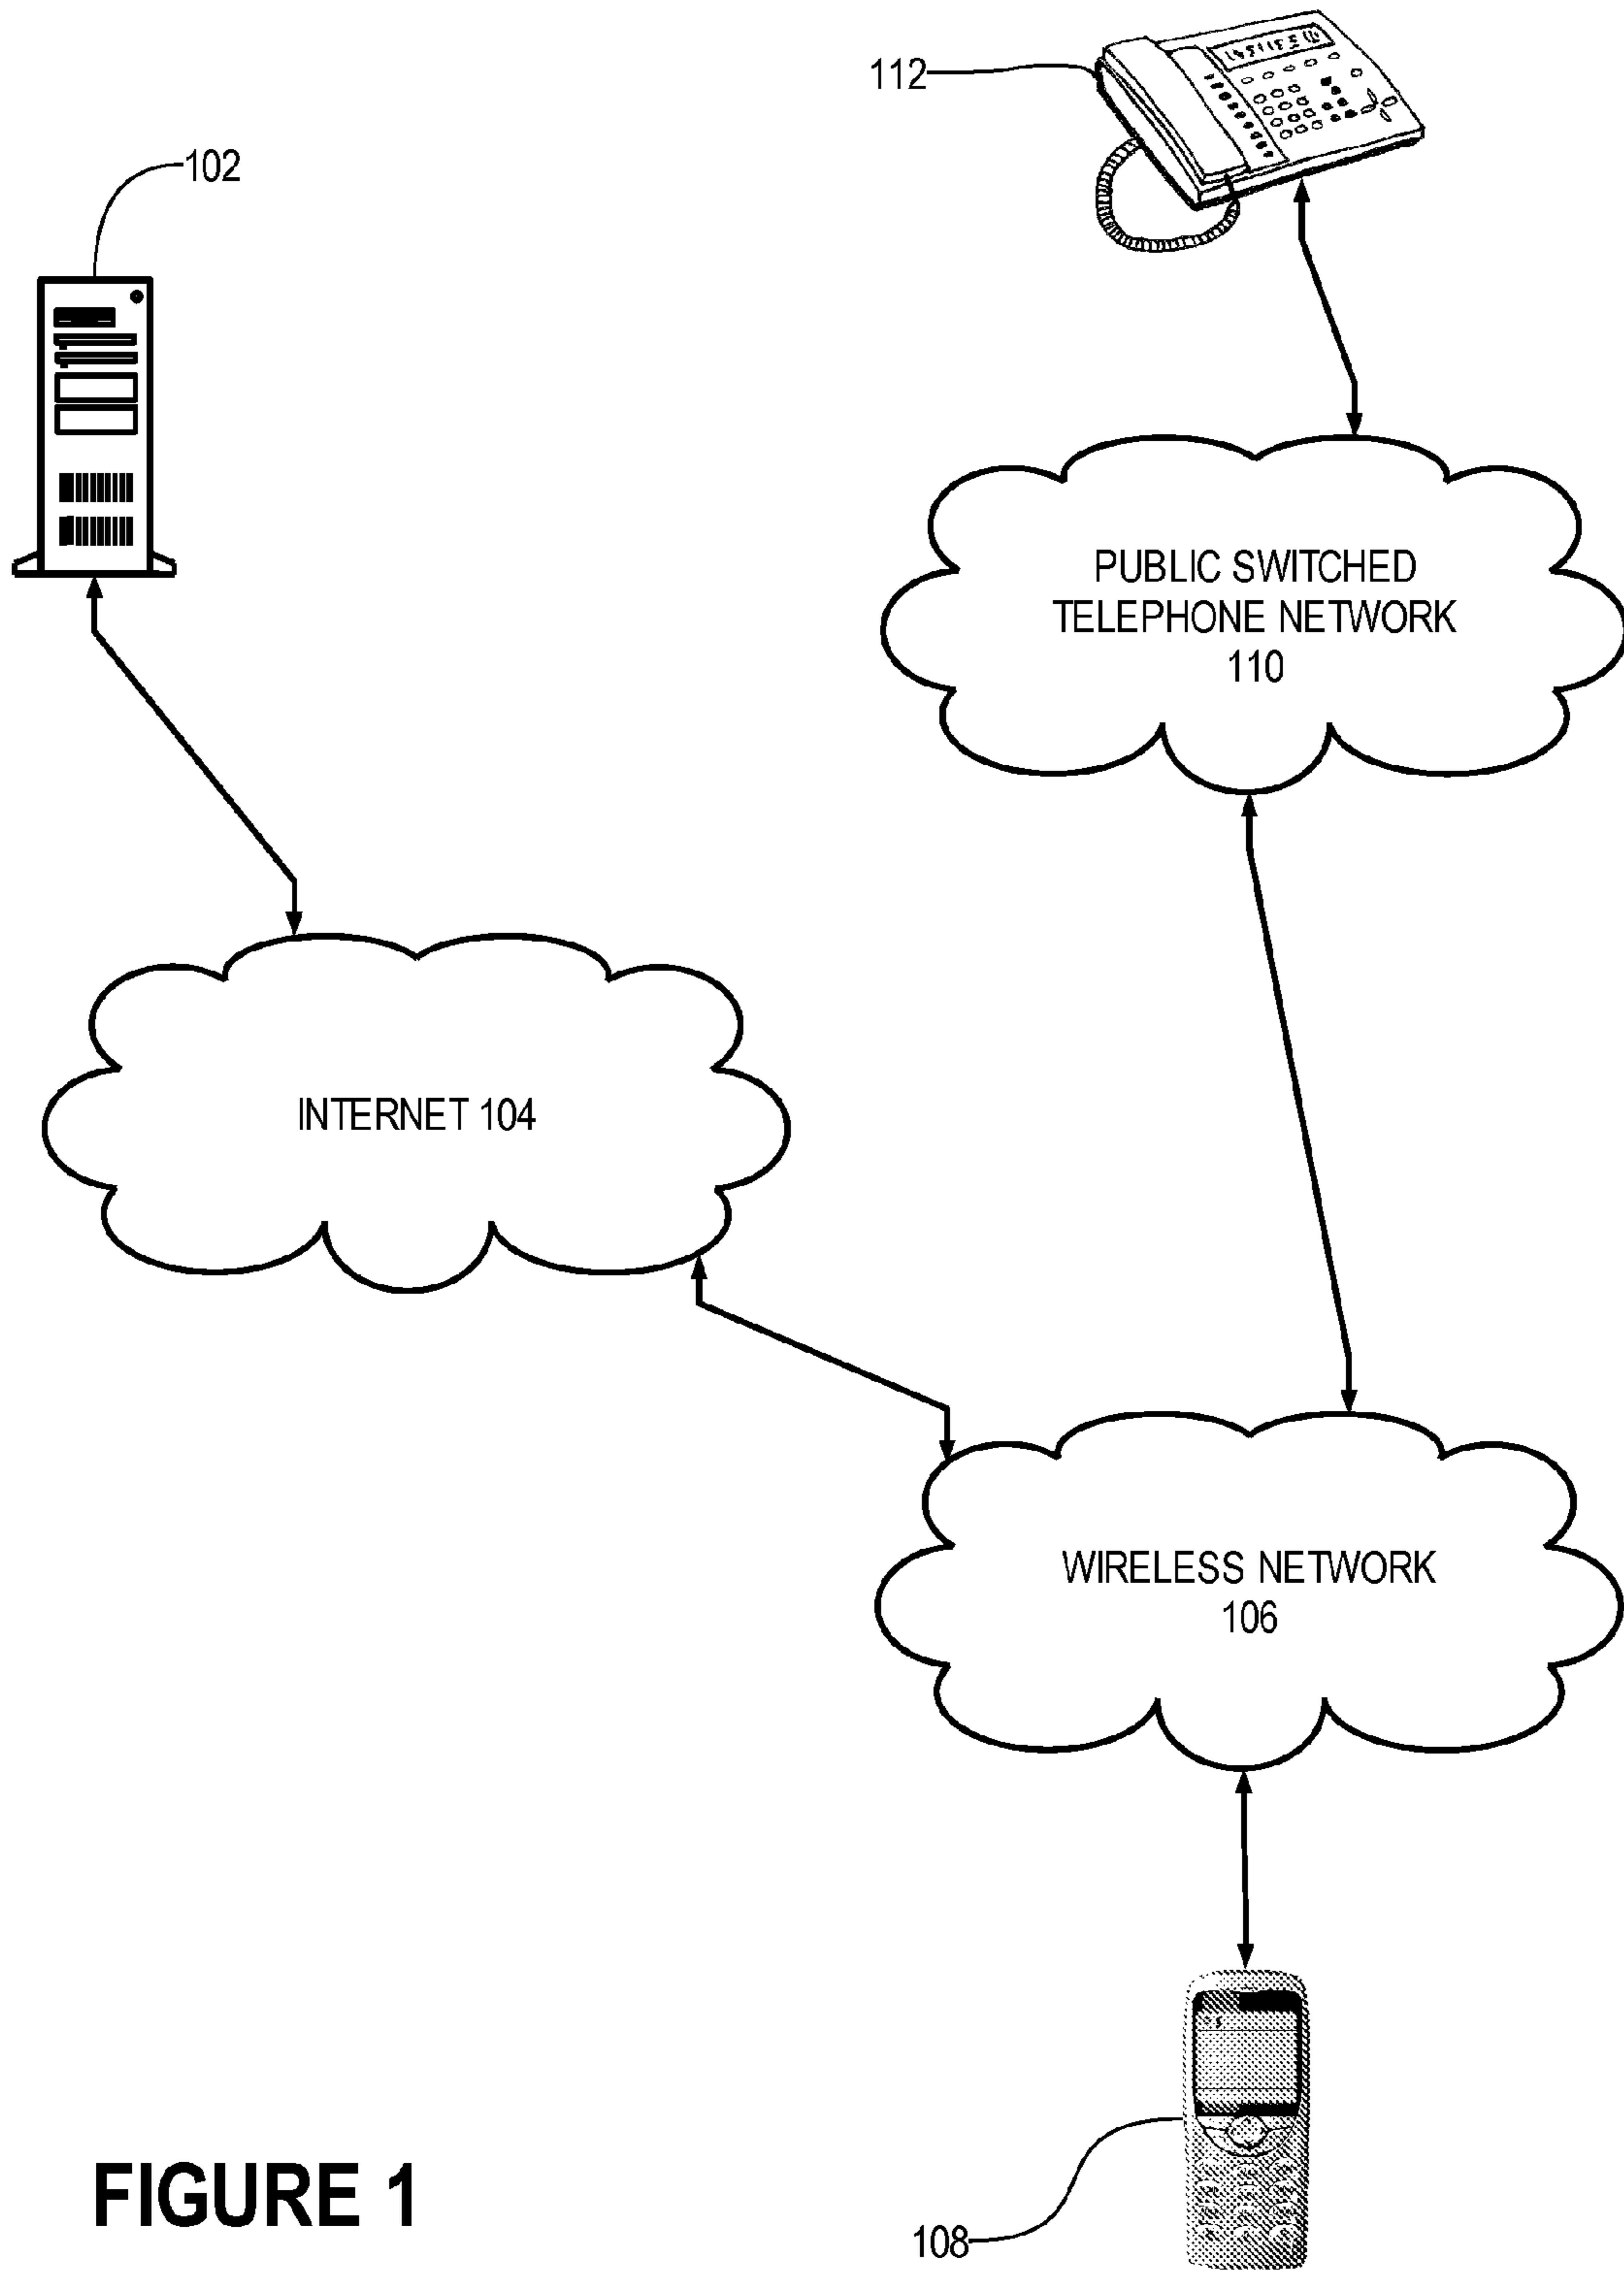 112
102
PUBLIC SWITCHED
TELEPHONE NETWORK
110
INTERNET 104
WIRELESS NETWORK
106
108
FIGURE 1